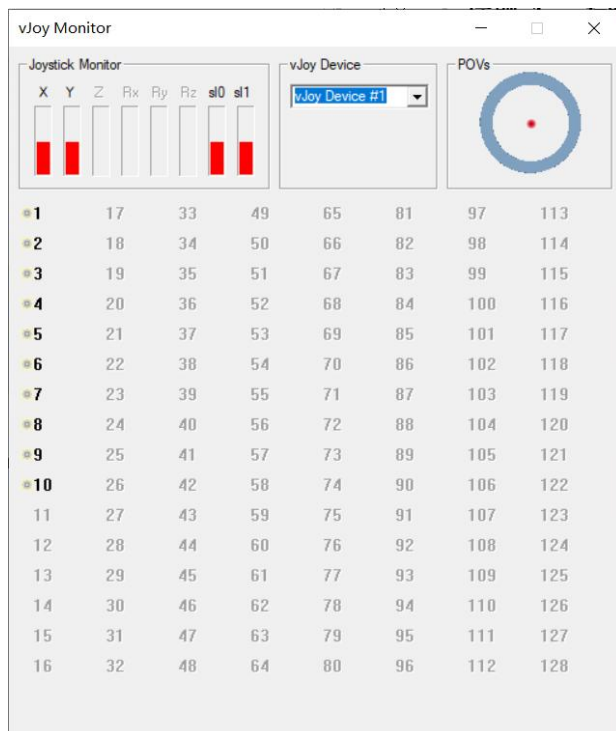 vJoy Monitor
Joystick Monitor
X Y Z Rx Ry Rz sl0 sl1
vJoy Device
vJoy Device #1
POVs
1 17 33 49 65 81 97 113
2 18 34 50 66 82 98 114
3 19 35 51 67 83 99 115
4 20 36 52 68 84 100 116
5 21 37 53 69 85 101 117
6 22 38 54 70 86 102 118
7 23 39 55 71 87 103 119
8 24 40 56 72 88 104 120
9 25 41 57 73 89 105 121
10 26 42 58 74 90 106 122
11 27 43 59 75 91 107 123
12 28 44 60 76 92 108 124
13 29 45 61 77 93 109 125
14 30 46 62 78 94 110 126
15 31 47 63 79 95 111 127
16 32 48 64 80 96 112 128